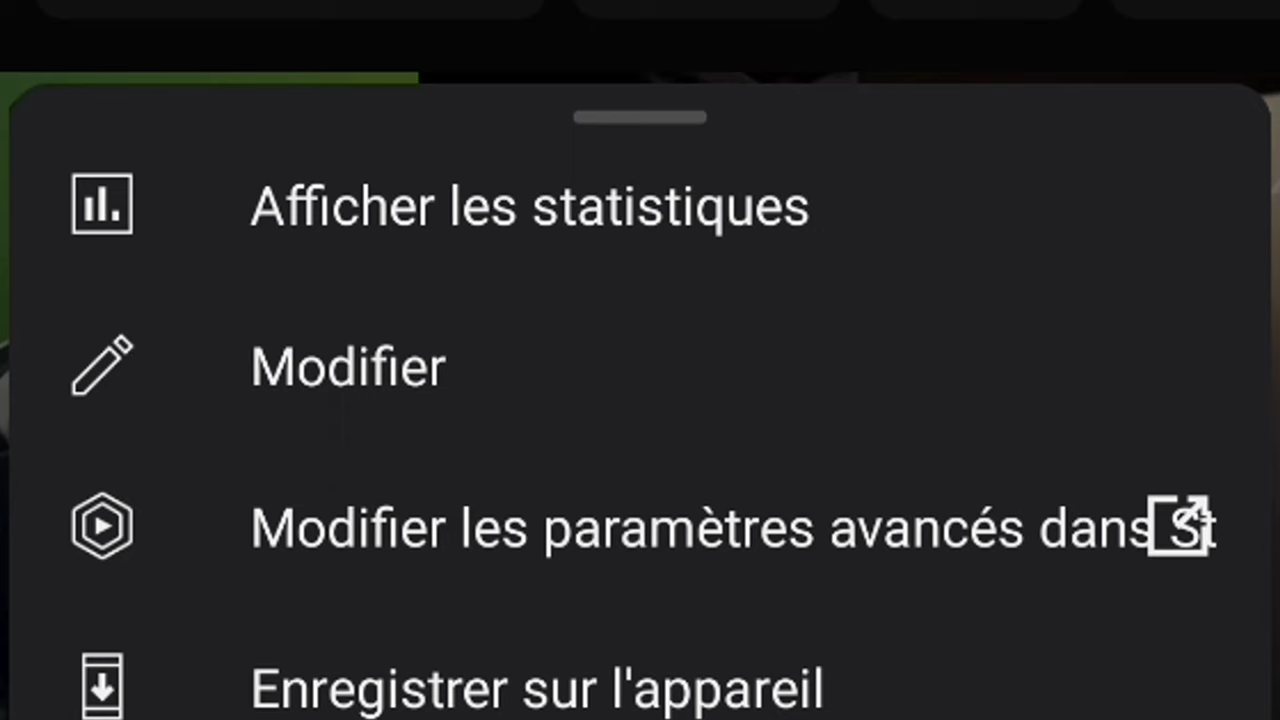 Afficher les statistiques
Modifier
Modifier les paramètres avancés dans St
Enregistrer sur l'appareil